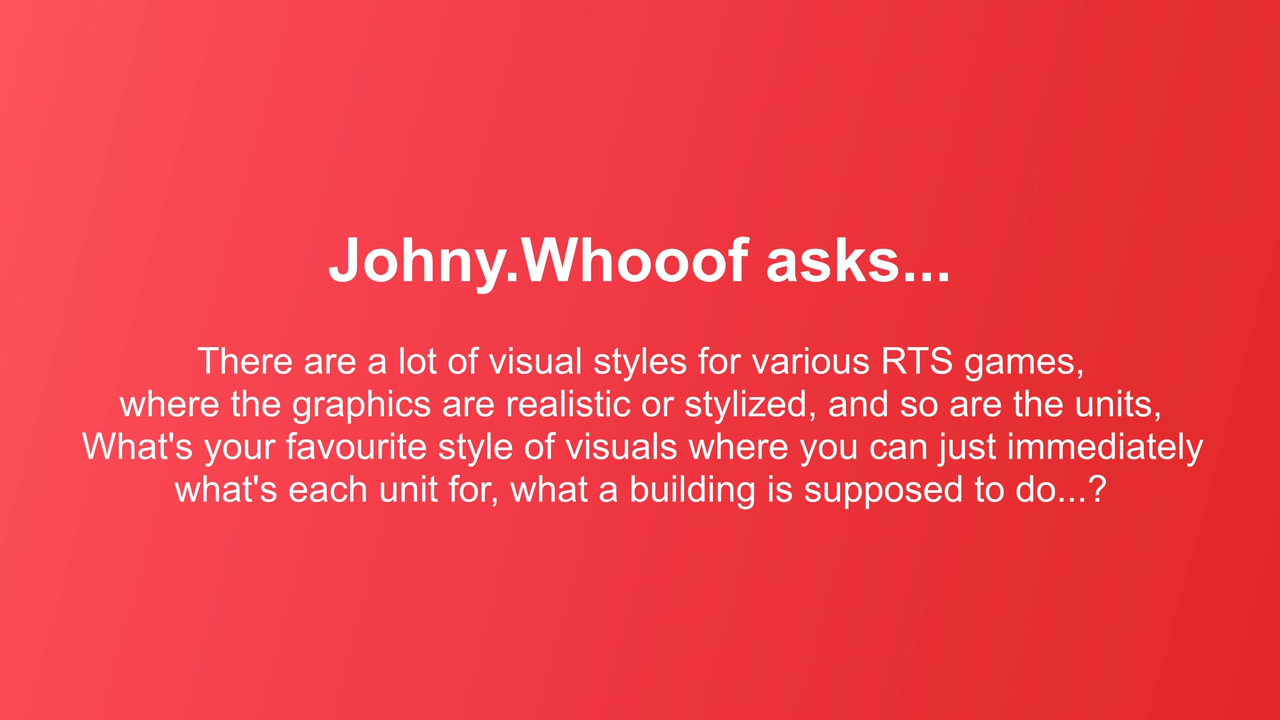 Johny.Whooof asks...
There are a lot of visual styles for various RTS games,
where the graphics are realistic or stylized, and so are the units,
What's your favourite style of visuals where you can just immediately
what's each unit for, what a building is supposed to do...?